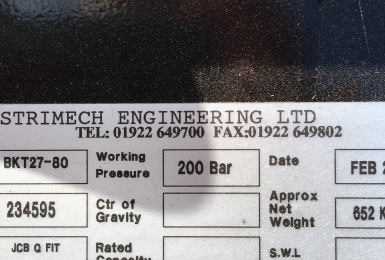 STRIMECH ENGINEERING LTD
TEL: 01922 649700 FAX:01922 649802
BKT27-80 Working Pressure 200 Bar Date FEB
234595 Ctr of Gravity Approx Net Weight 652 K
JCB Q FIT Rated Capacity S.W.L